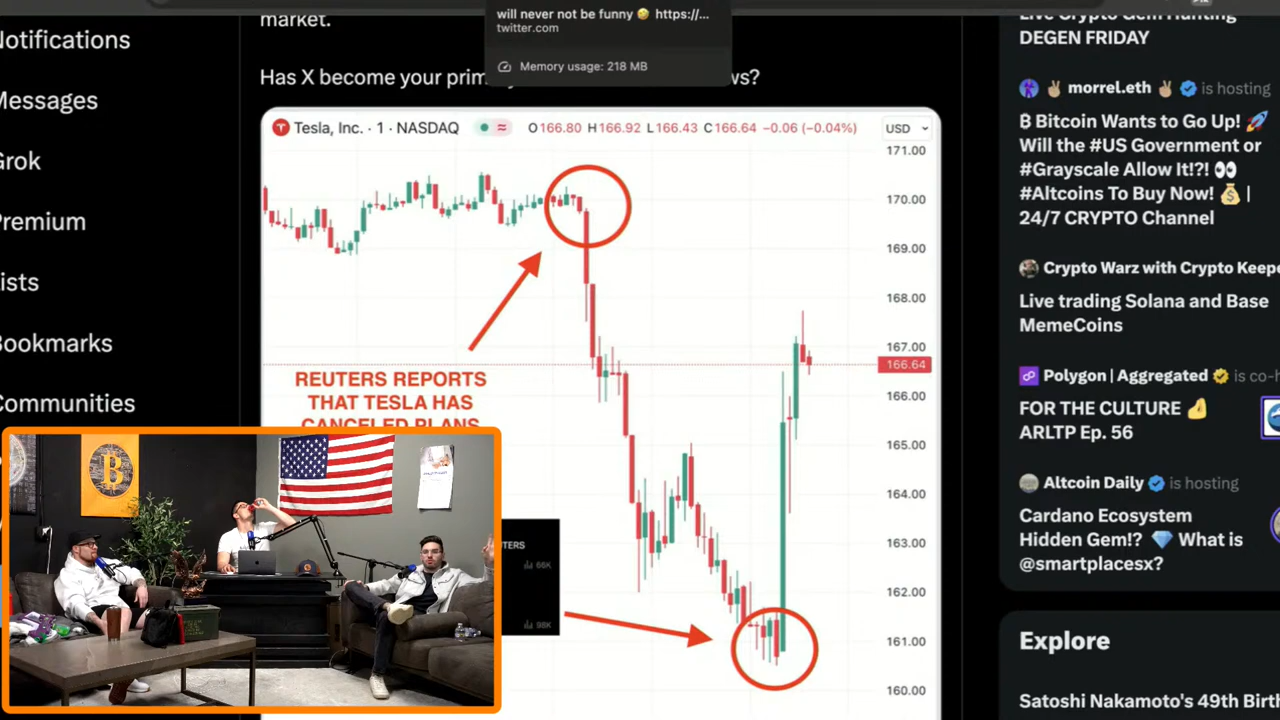 market.
Has X become your prim
ws?
will never not be funny 🤣 https://...
twitter.com
Memory usage: 218 MB
Notifications
Messages
Grok
Premium
Lists
Bookmarks
Communities
Tesla, Inc. · 1 · NASDAQ
O166.80 H166.92 L166.43 C166.64 −0.06 (−0.04%)
USD
171.00
170.00
169.00
168.00
167.00
166.64
166.00
165.00
164.00
163.00
162.00
161.00
160.00
REUTERS REPORTS
THAT TESLA HAS
CANCELED PLANS
TERS
66K
98K
Live Crypto Gem Hunting
DEGEN FRIDAY
✌🏼 morrel.eth ✌🏼 is hosting
₿ Bitcoin Wants to Go Up! 🚀
Will the #US Government or
#Grayscale Allow It!?! 👀
#Altcoins To Buy Now! 💰 |
24/7 CRYPTO Channel
Crypto Warz with Crypto Keepe
Live trading Solana and Base
MemeCoins
Polygon | Aggregated is co-h
FOR THE CULTURE 🤌
ARLTP Ep. 56
Altcoin Daily is hosting
Cardano Ecosystem
Hidden Gem!? 💎 What is
@smartplacesx?
Explore
Satoshi Nakamoto's 49th Birth